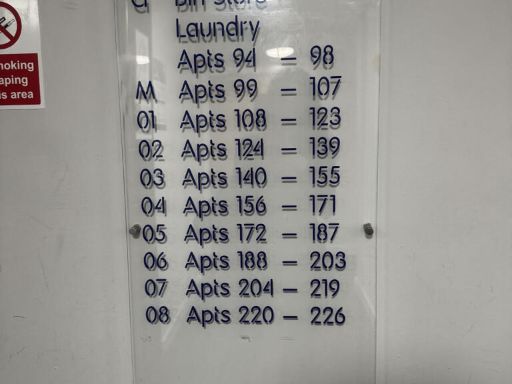 G Bin Store
Laundry
Apts 94 – 98
M Apts 99 – 107
01 Apts 108 – 123
02 Apts 124 – 139
03 Apts 140 – 155
04 Apts 156 – 171
05 Apts 172 – 187
06 Apts 188 – 203
07 Apts 204 – 219
08 Apts 220 – 226
moking
aping
s area